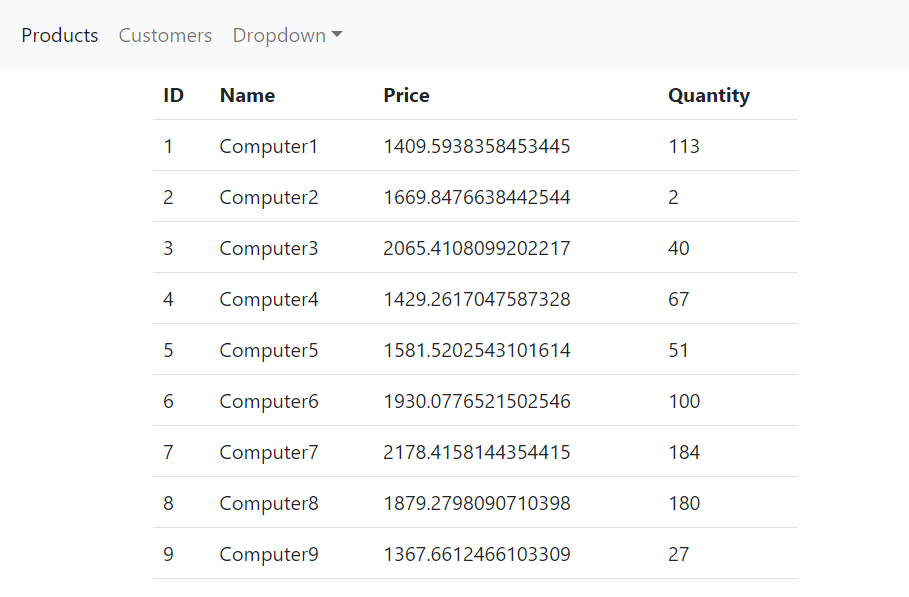 Products Customers Dropdown
ID Name Price Quantity
1 Computer1 1409.5938358453445 113
2 Computer2 1669.8476638442544 2
3 Computer3 2065.4108099202217 40
4 Computer4 1429.2617047587328 67
5 Computer5 1581.5202543101614 51
6 Computer6 1930.0776521502546 100
7 Computer7 2178.4158144354415 184
8 Computer8 1879.2798090710398 180
9 Computer9 1367.6612466103309 27